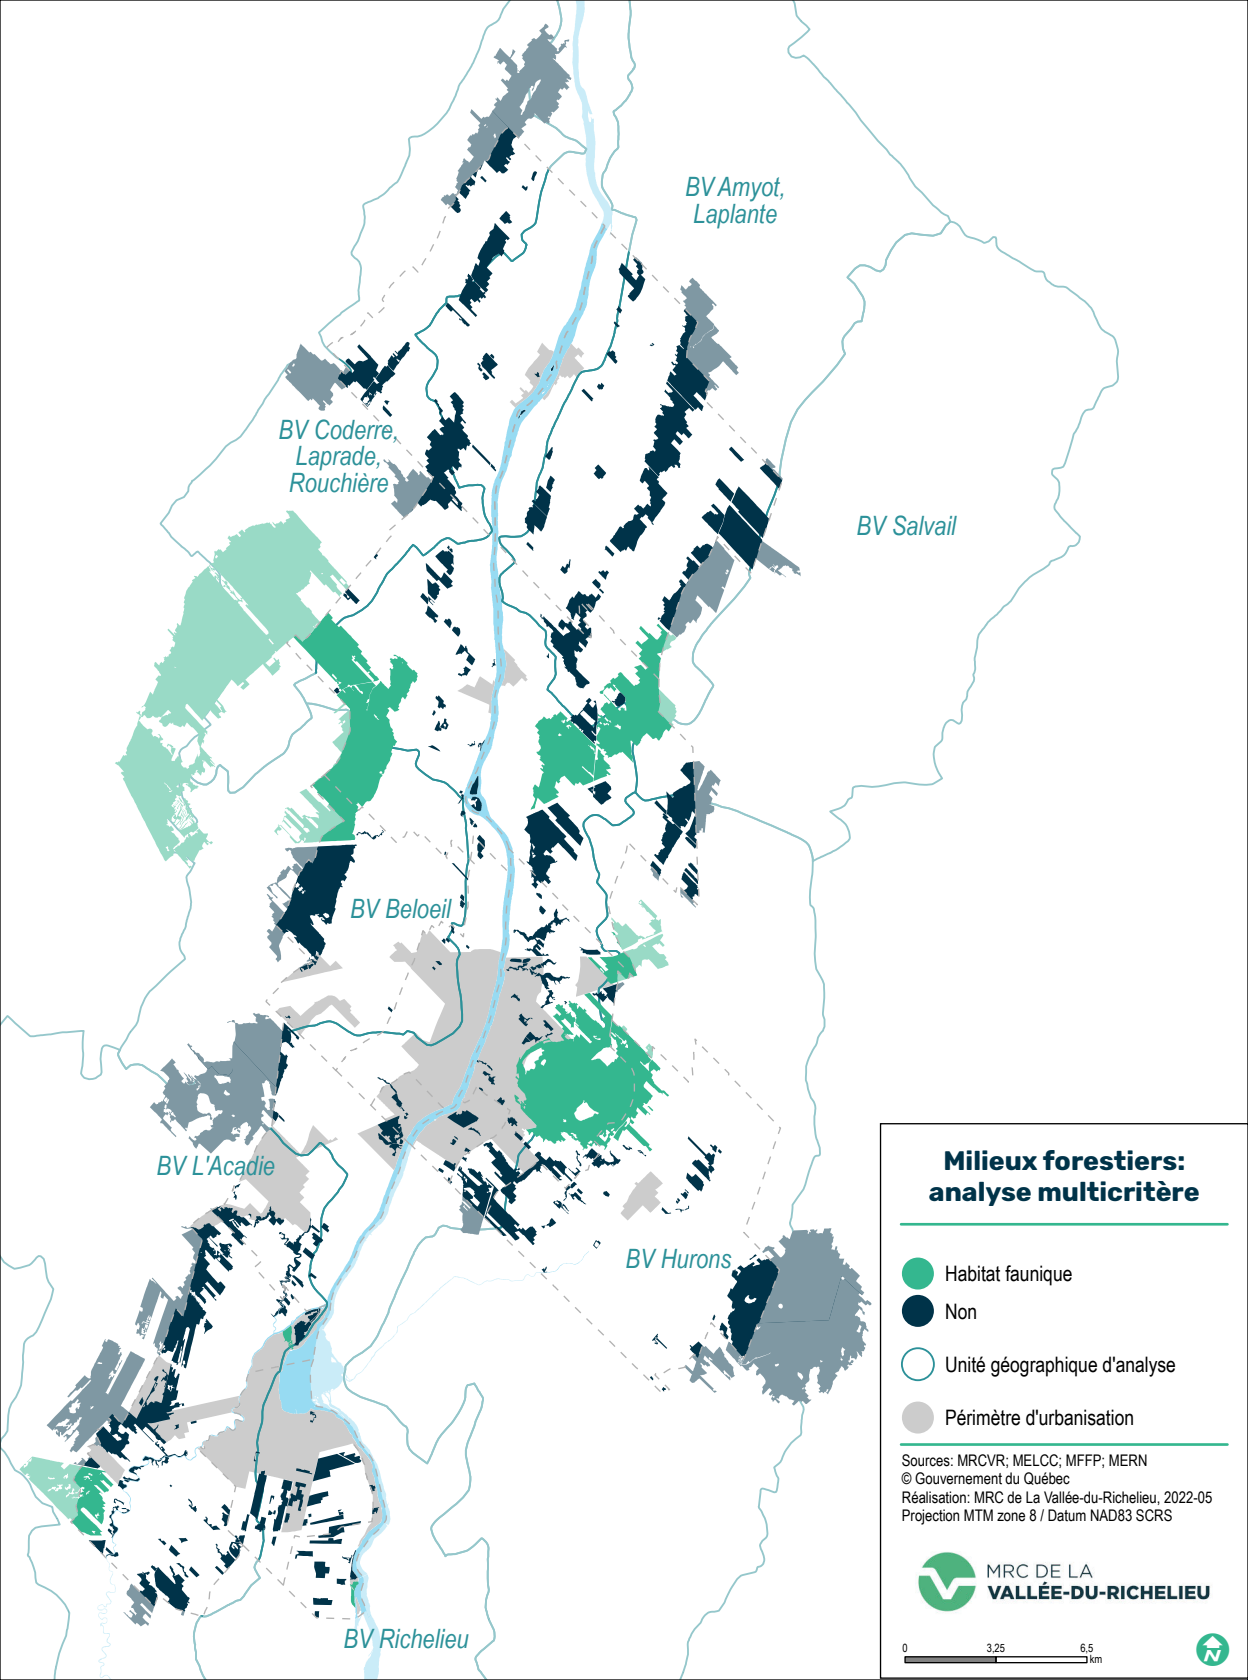 BV Amyot,
Laplante
BV Coderre,
Laprade,
Rouchière
BV Salvail
BV Beloeil
BV L'Acadie
BV Hurons
BV Richelieu
Milieux forestiers:
analyse multicritère
Habitat faunique
Non
Unité géographique d'analyse
Périmètre d'urbanisation
Sources: MRCVR; MELCC; MFFP; MERN
© Gouvernement du Québec
Réalisation: MRC de La Vallée-du-Richelieu, 2022-05
Projection MTM zone 8 / Datum NAD83 SCRS
MRC DE LA
VALLÉE-DU-RICHELIEU
0 3,25 6,5
km
N